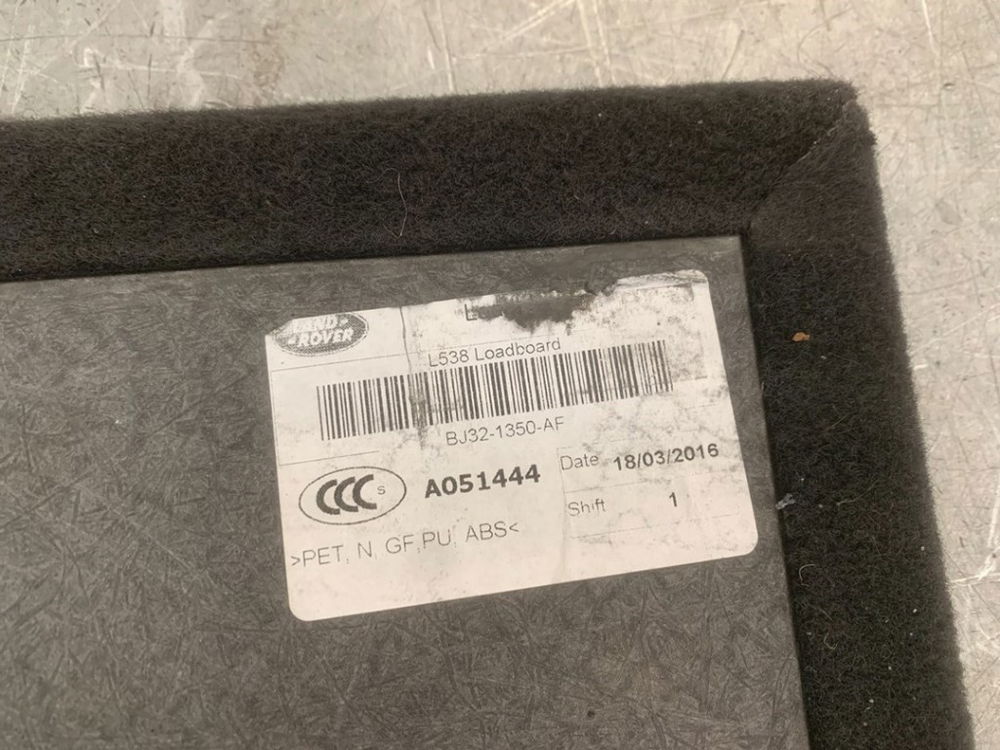 LAND-
ROVER
L538 Loadboard
BJ32-1350-AF
CCC S
A051444
Date 18/03/2016
Shift 1
>PET, N, GF,PU, ABS<